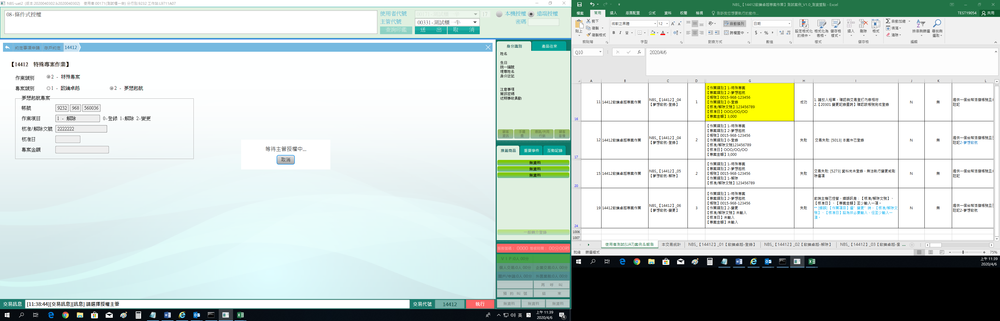 NBS-uat2 (版本:2020040302.b2020040302) 使用者:00171(測試櫃一辛) 分行別:9232 工作站:L9711A07
08-條件式授權
使用者代號 00171-測試櫃一辛 17 本機授權 遠端授權
主管代號 00331-測試櫃一牛 密碼
查詢印鑑 送 出 取 消
約定事項申請 存戶約定 14412
【14412 特殊專案作業】
作業類別 2 - 特殊專案
專案類別 1 - 啟鑰卓越 2 - 夢想起航
夢想起航專案
帳號 9232 968 560036
作業項目 1 - 解除 0-登錄 1-解除 2-變更
核准/解除文號 2222222
核准日
專案金額
等待主管授權中...
取消
身分識別 產品往來
姓名
生日
統一編號
理專姓名
身分註記
注意事項
簡訊密碼
近期事故異動
顧客資訊 手續費 通路/共同行銷 顧客影像
推薦商品 重要事件 互動記錄
無資料
無資料
無資料
一般轉介登錄
服務號碼: 0000 等候時間: 00分00秒
VIP:0人 00分
個人交易:0人 00分 企業交易:0人 00分
開戶/申請:0人 00分 外匯業務:0人 00分
再 呼 叫
預 約 叫 號 結 束
無資料 無資料 無資料
交易訊息 [11:38:44][交易訊息][訊息] 請選擇授權主管 交易代號 14412 執行
英 上午 11:39
2020/4/6 4
NBS_【14412啟鑰卓越專案作業】測試案例_V1.0_測資盤點 - Excel
檔案 常用 插入 版面配置 公式 資料 校閱 檢視 告訴我您想要執行的動作... TEST19054 共用
貼上 剪下 複製 複製格式
微軟正黑體 12
B I U
自動換列 跨欄置中
日期
$ %
設定格式化的條件 格式化為表格 儲存格樣式
插入 刪除 格式
自動加總 填滿 清除
排序與篩選 尋找與選取
剪貼簿 字型 對齊方式 數值 樣式 儲存格 編輯
Q10 fx 2020/4/6
A B C D G H I J K L
16 11 14412啟鑰卓越專案作業 NBS_【14412】_04【夢想啟航-登錄】 1
【作業類別】1-特殊專案
【專案類別】2-夢想起航
【帳號】0015-968-123456
【作業類別】0-登錄
【核准/解除文號】123456789
【核准日】OOO/OO/OO
【專案金額】3,000
成功
1. 請放入短單，確認與交易登打內容相符
2.【20301 變更記錄查詢】確認該帳號完成登錄
N 無
提供一個台幣活儲帳號且未
註記
17 12 14412啟鑰卓越專案作業 NBS_【14412】_04【夢想啟航-登錄】 2
【作業類別】1-特殊專案
【專案類別】2-夢想起航
【帳號】0015-968-123456
【作業類別】0-登錄
【核准/解除文號123456789
【核准日】OOO/OO/OO
【專案金額】3,000
失敗
交易失敗: [5013] 本案件已登錄
N 無
提供一個台幣活儲帳號且已
註記2-夢想啟航
20 15 14412啟鑰卓越專案作業 NBS_【14412】_05【夢想啟航-解除】 2
【作業類別】1-特殊專案
【專案類別】2-夢想起航
【帳號】0015-968-123456
【作業類別】1-解除
【核准/解除文號】123456789
失敗
交易失敗: [5273] 資料尚未登錄，無法執行變更或刪
除選項
N 無
提供一個台幣活儲帳號且未
註記
24 19 14412啟鑰卓越專案作業 NBS_【14412】_06【夢想啟航-變更】 3
【作業類別】1-特殊專案
【專案類別】2-夢想起航
【帳號】0015-968-123456
【作業類別】2-變更
【核准/解除文號】未輸入
【核准日】未輸入
【專案金額】未輸入
失敗
前端主機已控管，錯誤訊息：【核准/解除文號】、
【核准日】、【專案金額】至少輸入一項。
** [錯誤]【作業項目】選”變更”時，【核准/解除文
號】、【核准日】設為非必要輸入，但至少輸入一
項。
N 無
提供一個台幣活儲帳號且已
註記2-夢想啟航
1006
1007
使用者測試(UAT)案例＆報告 本交易統計 NBS_【14412】_01【啟鑰卓越-登錄】 NBS_【14412】_02【啟鑰卓越-解除】 NBS_【14412】_03【啟鑰卓越-變 ...
就緒 篩選模式 75%
上午 11:39
2020/4/6